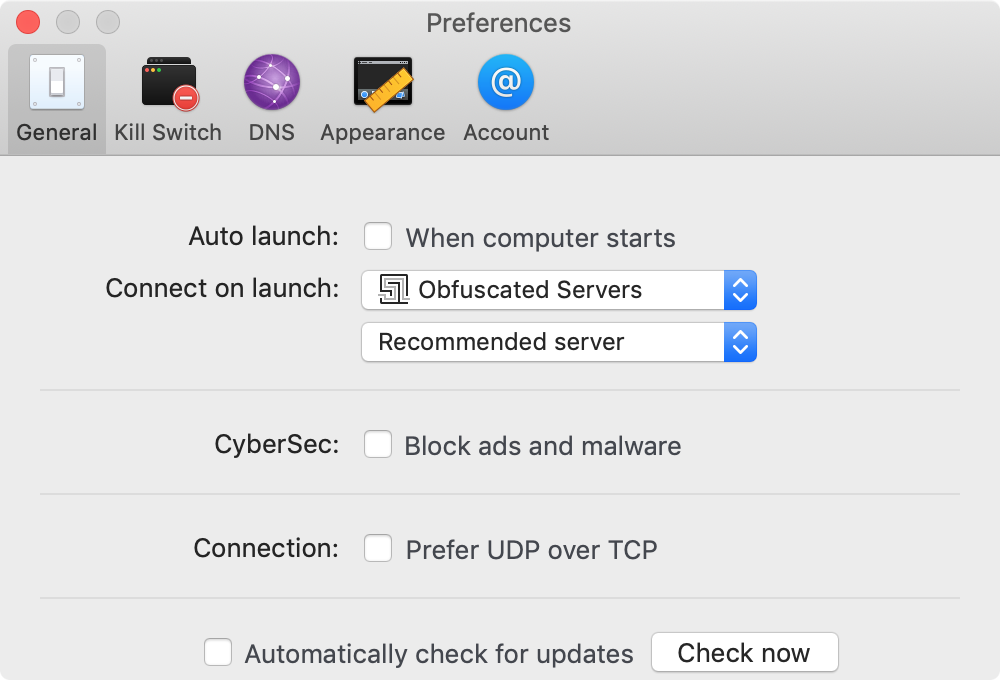 Preferences
General Kill Switch DNS Appearance Account
Auto launch: When computer starts
Connect on launch: Obfuscated Servers
Recommended server
CyberSec: Block ads and malware
Connection: Prefer UDP over TCP
Automatically check for updates Check now